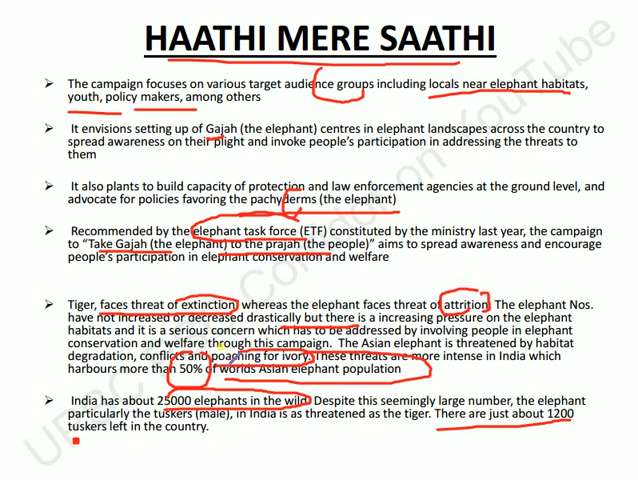 HAATHI MERE SAATHI
The campaign focuses on various target audience groups including locals near elephant habitats,
youth, policy makers, among others
It envisions setting up of Gajah (the elephant) centres in elephant landscapes across the country to
spread awareness on their plight and invoke people's participation in addressing the threats to
them
It also plants to build capacity of protection and law enforcement agencies at the ground level, and
advocate for policies favoring the pachyderms (the elephant)
Recommended by the elephant task force (ETF) constituted by the ministry last year, the campaign
to "Take Gajah (the elephant) to the prajah (the people)" aims to spread awareness and encourage
people's participation in elephant conservation and welfare
Tiger, faces threat of extinction whereas the elephant faces threat of attrition. The elephant Nos.
have not increased or decreased drastically but there is a increasing pressure on the elephant
habitats and it is a serious concern which has to be addressed by involving people in elephant
conservation and welfare through this campaign. The Asian elephant is threatened by habitat
degradation, conflicts and poaching for ivory. These threats are more intense in India which
harbours more than 50% of worlds Asian elephant population
India has about 25000 elephants in the wild. Despite this seemingly large number, the elephant
particularly the tuskers (male), in India is as threatened as the tiger. There are just about 1200
tuskers left in the country.